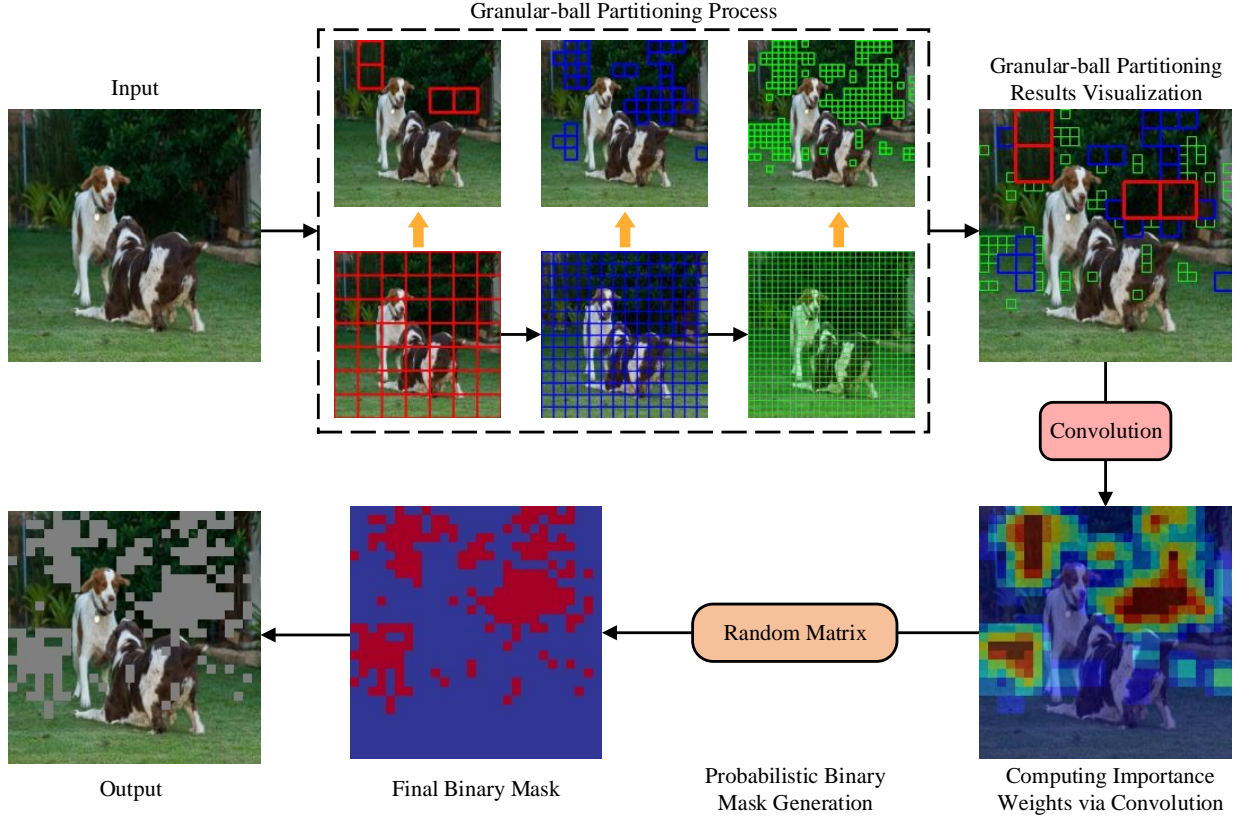 Granular-ball Partitioning Process
Input
Granular-ball Partitioning
Results Visualization
Convolution
Random Matrix
Output
Final Binary Mask
Probabilistic Binary
Mask Generation
Computing Importance
Weights via Convolution